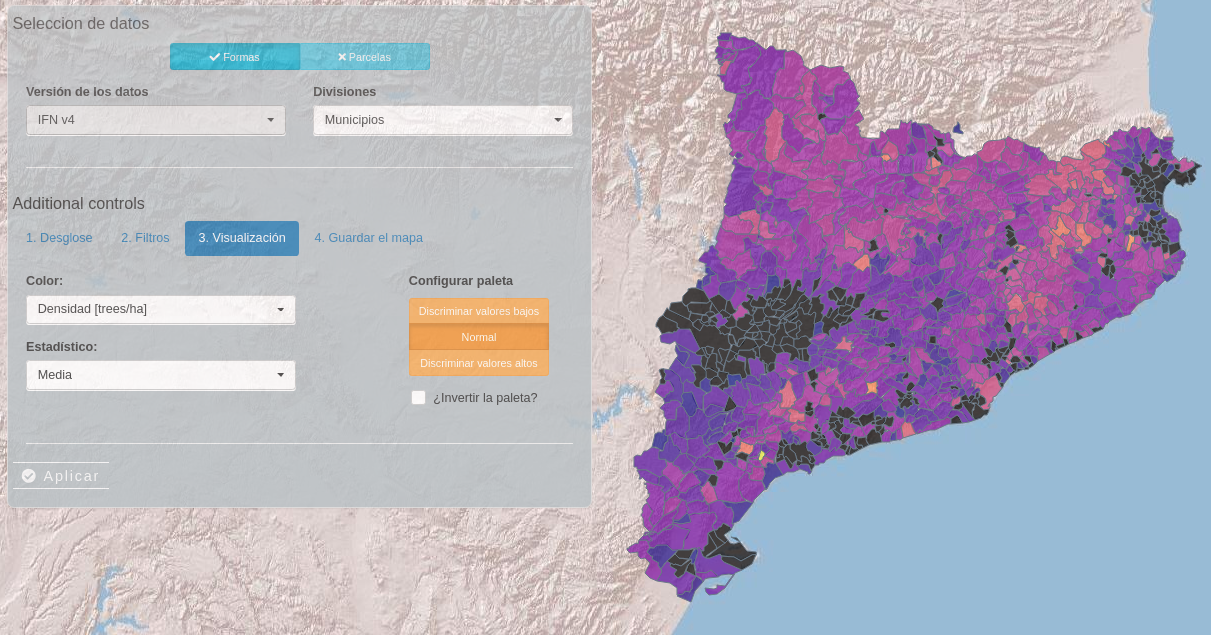 Seleccion de datos
Formas Parcelas
Versión de los datos Divisiones
IFN v4 Municipios
Additional controls
1. Desglose 2. Filtros 3. Visualización 4. Guardar el mapa
Color: Configurar paleta
Densidad [trees/ha] Discriminar valores bajos
Normal
Estadístico:
Discriminar valores altos
Media
¿Invertir la paleta?
Aplicar